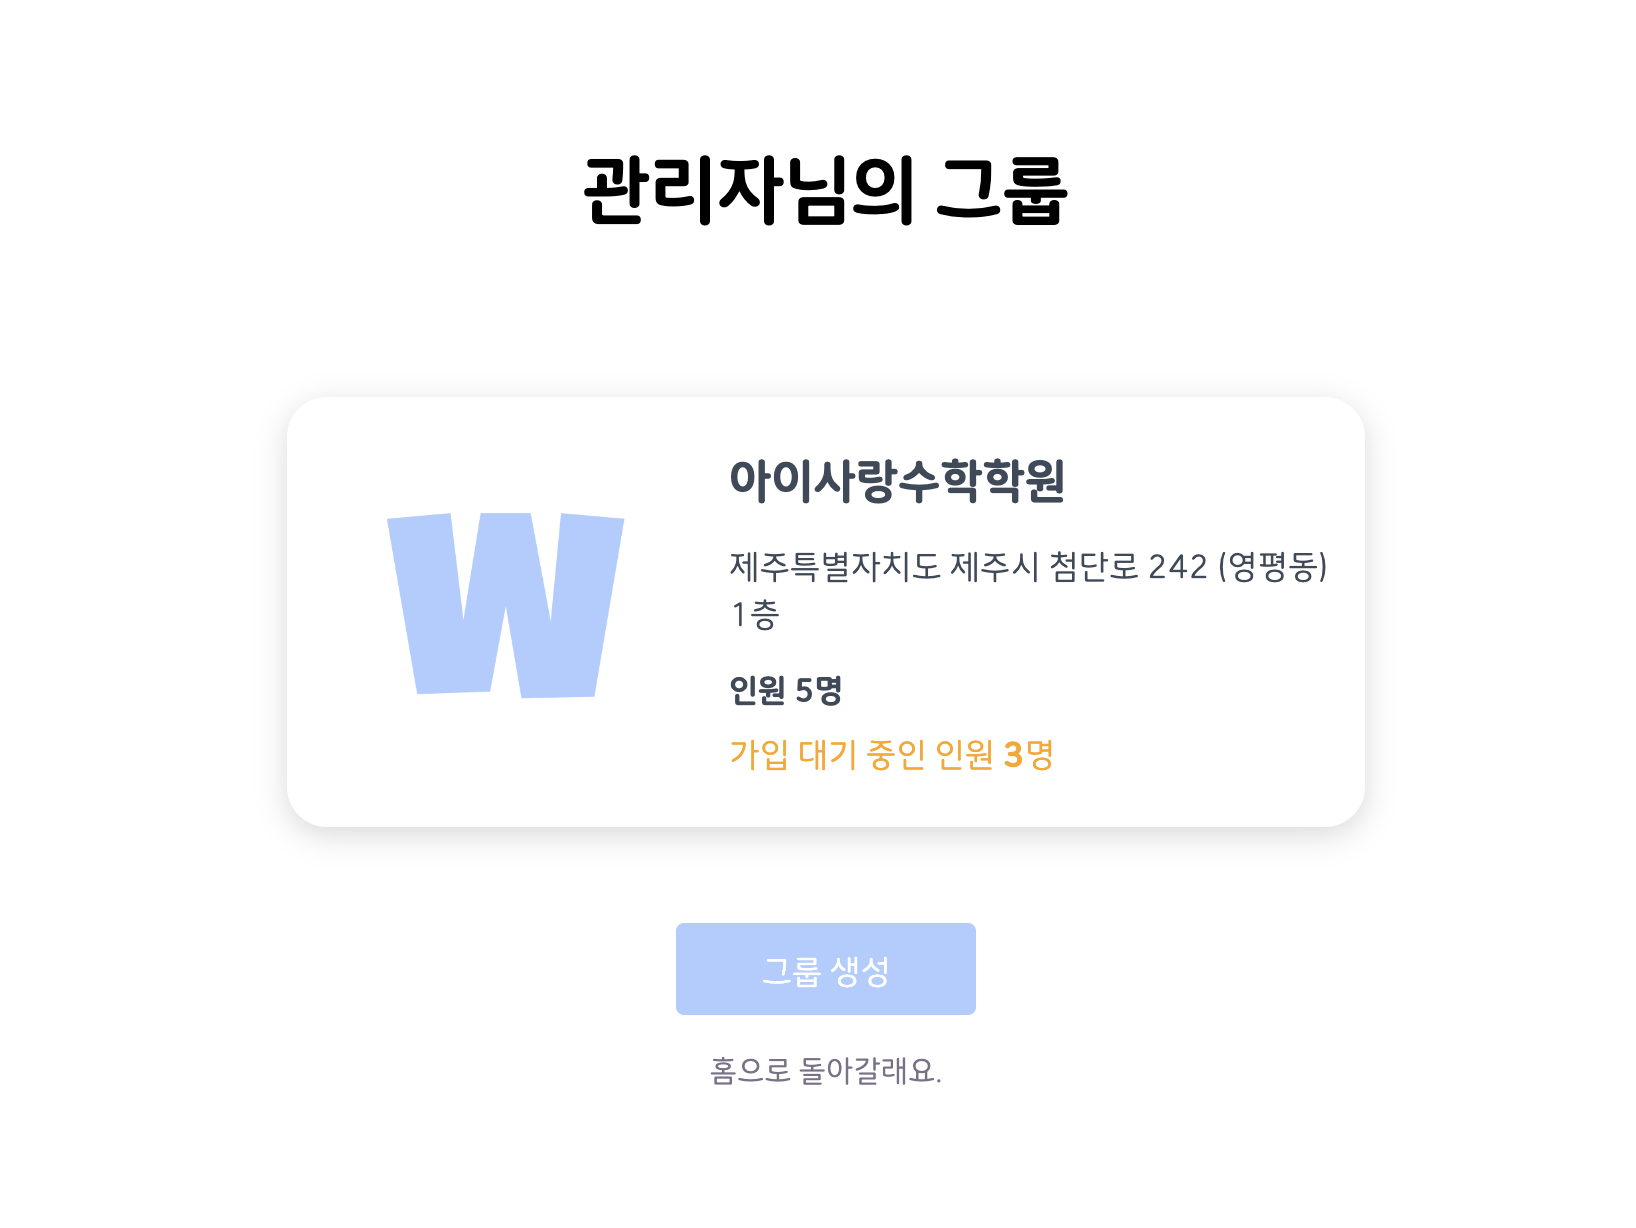 관리자님의 그룹
W
아이사랑수학학원
제주특별자치도 제주시 첨단로 242 (영평동)
1층
인원 5명
가입 대기 중인 인원 3명
그룹 생성
홈으로 돌아갈래요.